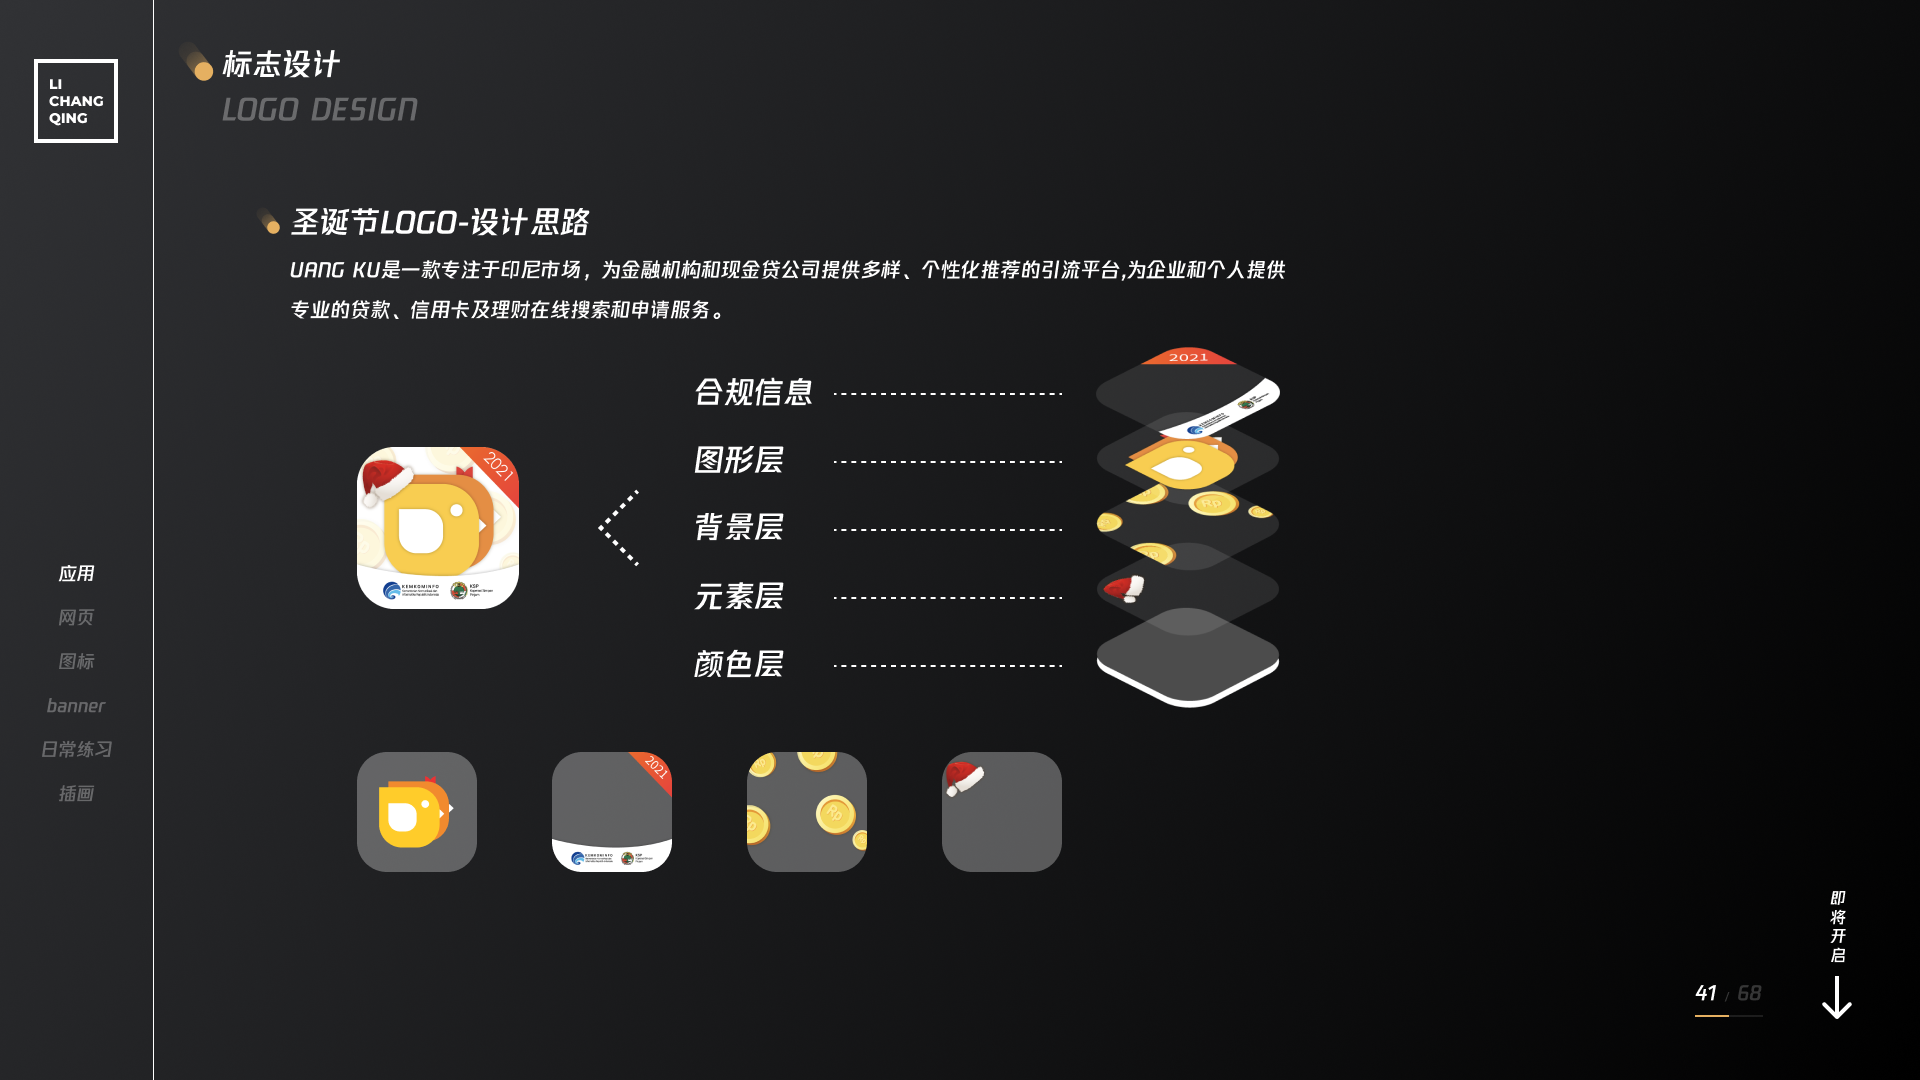 LI
CHANG
QING
标志设计
LOGO DESIGN
圣诞节LOGO-设计思路
UANG KU是一款专注于印尼市场，为金融机构和现金贷公司提供多样、个性化推荐的引流平台,为企业和个人提供
专业的贷款、信用卡及理财在线搜索和申请服务。
合规信息
图形层
背景层
元素层
颜色层
2021
2021
KEMKOMINFO
KSP
2021
KEMKOMINFO
KSP
Rp
Rp
应用
网页
图标
banner
日常练习
插画
即将开启
41 / 68